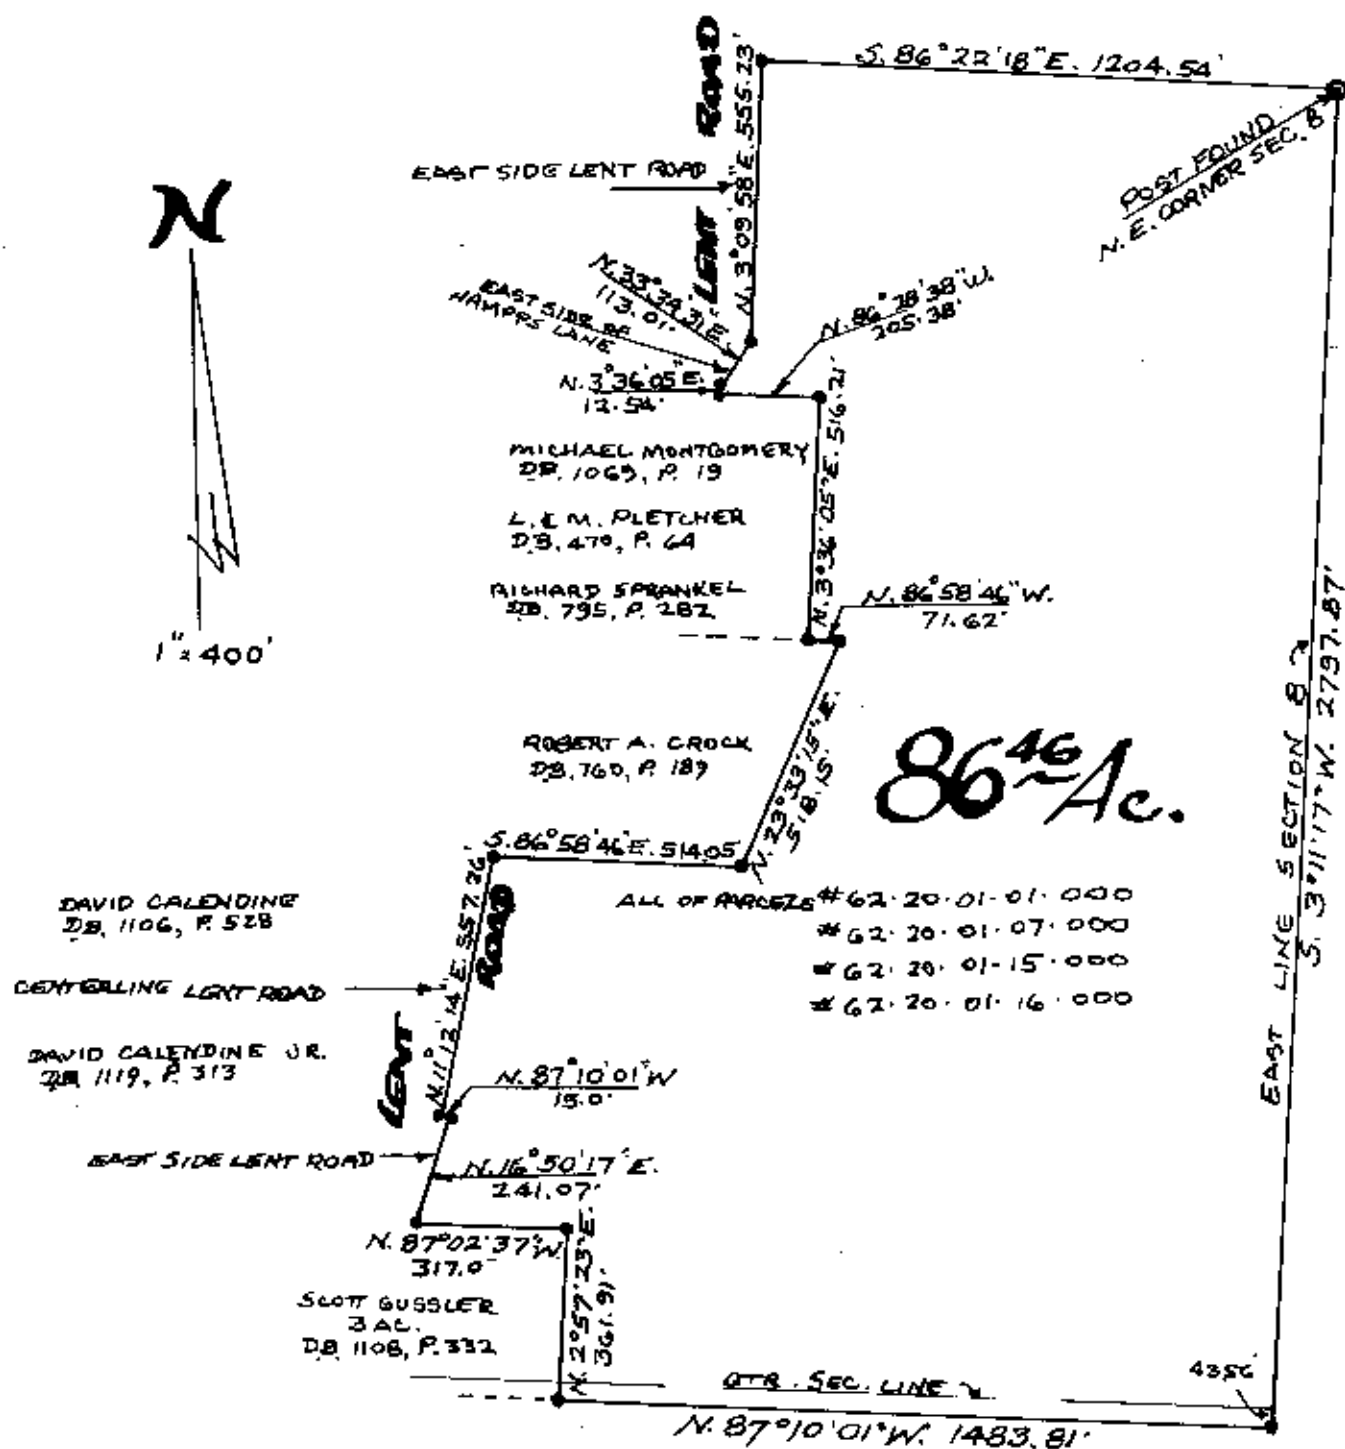 S. 86°22'18"E. 1204.54'
LENT ROAD
N. 3°09'58"E. 555.23'
POST FOUND
N. E. CORNER SEC. 8
EAST SIDE LENT ROAD
N
N. 33°34'31"E
113.01'
EAST SIDE OF
HAMPPS LANE
N. 86°38'38"W.
205.38'
N. 3°36'05"E.
12.54'
N. 3°36'05"E. 516.21'
MICHAEL MONTGOMERY
DB. 1069, P. 19
L. & M. PLETCHER
D.B. 470, P. 64
RICHARD SPRANKEL
DB. 795, P. 282
N. 86°58'46"W.
71.62'
1"=400'
EAST LINE SECTION 8
S. 3°11'17"W. 2797.87'
ROBERT A. CROCK
DB. 760, P. 189
N. 23°33'15"E.
518.15'
86 46 Ac.
S. 86°58'46"E. 514.05'
ALL OF PARCELS #62-20-01-01-000
#62-20-01-07-000
#62-20-01-15-000
#62-20-01-16-000
DAVID CALENDINE
DB. 1106, P. 528
CENTERLINE LENT ROAD
N. 11°12'14"E. 557.26'
LENT ROAD
DAVID CALENDINE JR.
DB 1119, P. 313
N. 87°10'01"W
15.0'
EAST SIDE LENT ROAD
N. 16°50'17"E.
241.07'
N. 87°02'37"W.
317.0'
N. 2°57'23"E.
361.91'
SCOTT GUSSLER
3 AC.
DB 1108, P. 332
QTR. SEC. LINE
43.56'
N. 87°10'01"W. 1483.81'